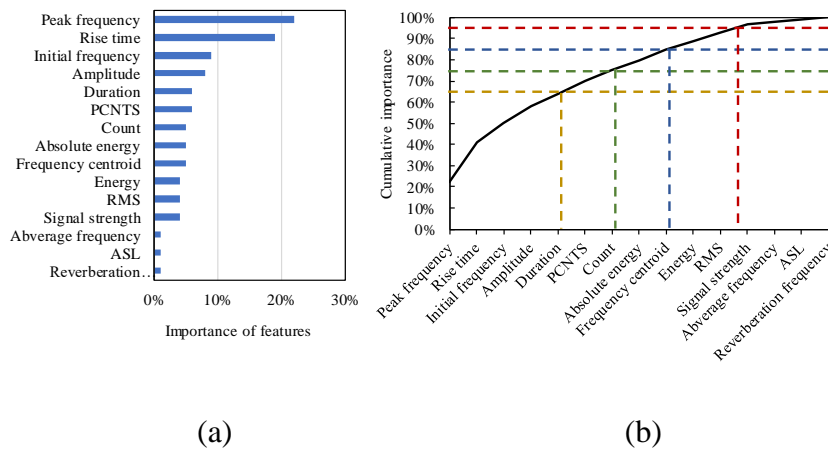 Peak frequency
Rise time
Initial frequency
Amplitude
Duration
PCNTS
Count
Absolute energy
Frequency centroid
Energy
RMS
Signal strength
Abverage frequency
ASL
Reverberation..
0% 10% 20% 30%
Importance of features
(a)
Cumulative importance
100%
90%
80%
70%
60%
50%
40%
30%
20%
10%
0%
Peak frequency
Rise time
Initial frequency
Amplitude
Duration
PCNTS
Count
Absolute energy
Frequency centroid
Energy
RMS
Signal strength
Abverage frequency
ASL
Reverberation frequency
(b)